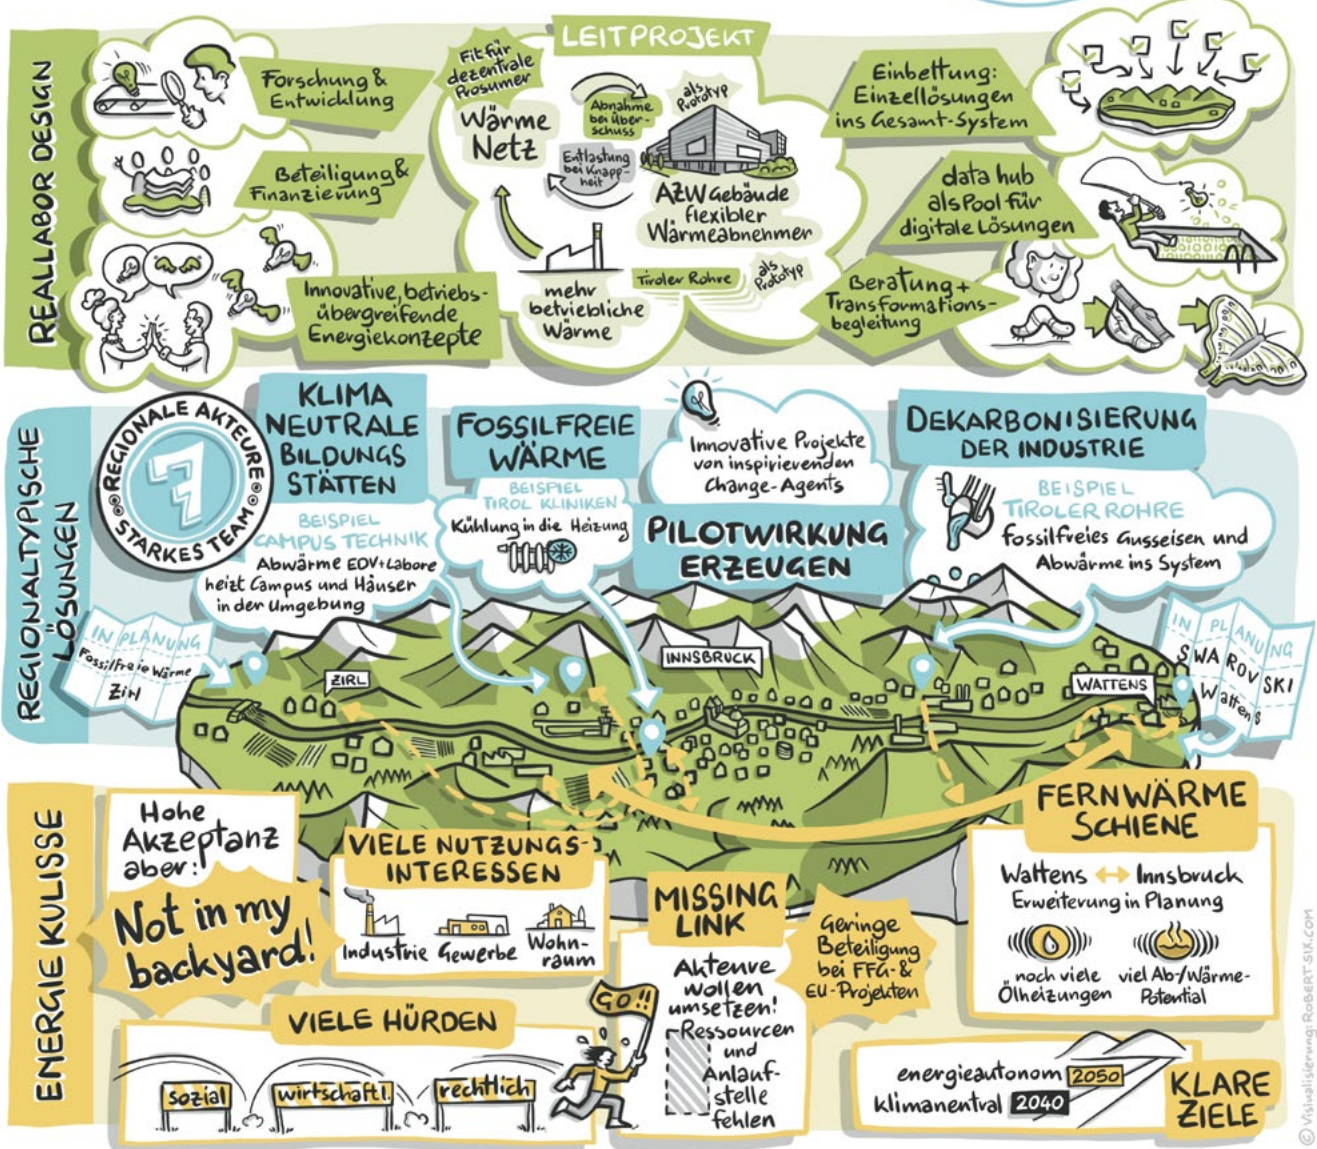 REALLABOR DESIGN
Forschung &
Entwicklung
Beteiligung &
Finanzierung
Innovative, betriebs-
übergreifende
Energiekonzepte
LEITPROJEKT
Fit für
dezentrale
Prosumer
Wärme
Netz
Abnahme
bei Über-
schuss
Entlastung
bei Knapp-
heit
als
Prototyp
AZW Gebäude
flexibler
Wärmeabnehmer
mehr
betriebliche
Wärme
Tiroler Rohre
als
Prototyp
Einbettung:
Einzellösungen
ins Gesamt-System
data hub
als Pool für
digitale Lösungen
Beratung +
Transformations-
begleitung
REGIONALTYPISCHE
LÖSUNGEN
REGIONALE AKTEURE
7
STARKES TEAM
KLIMA
NEUTRALE
BILDUNGS
STÄTTEN
BEISPIEL
CAMPUS TECHNIK
Abwärme EDV+Labore
heizt Campus und Häuser
in der Umgebung
FOSSILFREIE
WÄRME
BEISPIEL
TIROL KLINIKEN
Kühlung in die Heizung
Innovative Projekte
von inspirierenden
Change-Agents
PILOTWIRKUNG
ERZEUGEN
DEKARBONISIERUNG
DER INDUSTRIE
BEISPIEL
TIROLER ROHRE
fossilfreies Gusseisen und
Abwärme ins System
IN PLANUNG
Fossilfreie Wärme
Zirl
ZIRL
INNSBRUCK
WATTENS
IN PLANUNG
SWAROVSKI
Wattens
ENERGIE KULISSE
Hohe
Akzeptanz
aber:
Not in my
backyard!
VIELE NUTZUNGS-
INTERESSEN
Industrie Gewerbe Wohn-
raum
VIELE HÜRDEN
sozial
wirtschaftl.
rechtlich
GO!!
MISSING
LINK
Akteure
wollen
umsetzen!
Ressourcen
und
Anlauf-
stelle
fehlen
Geringe
Beteiligung
bei FFG- &
EU-Projekten
FERNWÄRME
SCHIENE
Wattens ↔ Innsbruck
Erweiterung in Planung
noch viele
Ölheizungen
viel Ab-/Wärme-
Potential
energieautonom 2050
klimaneutral 2040
KLARE
ZIELE
© Visualisierung: ROBERT-SIX.COM